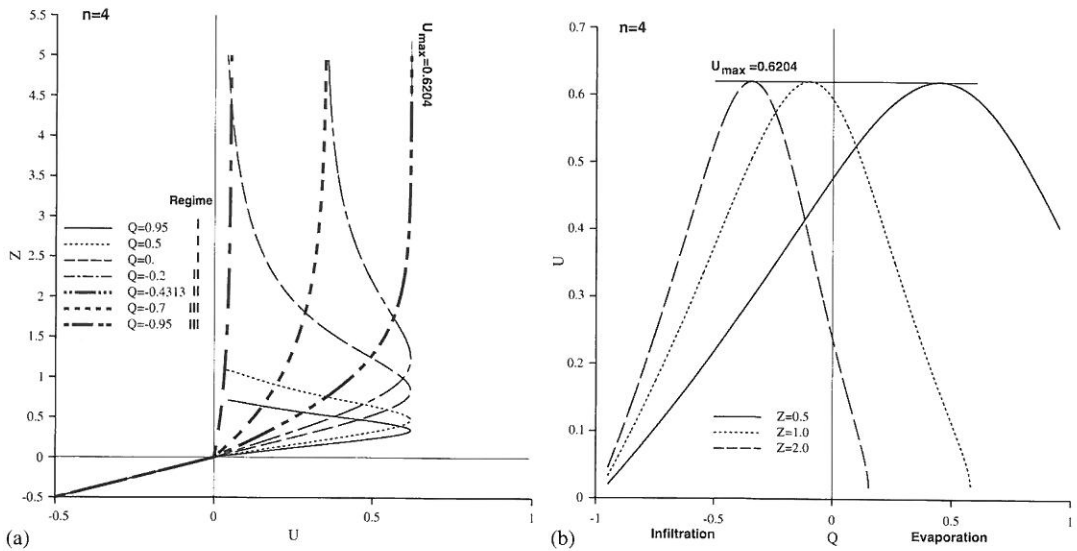 n=4
5.5
5
4.5
4
3.5
3
2.5
2
1.5
1
0.5
0
-0.5
Z
Umax=0.6204
Regime
Q=0.95 I
Q=0.5 I
Q=0. I
Q=-0.2 II
Q=-0.4313 II
Q=-0.7 III
Q=-0.95 III
-0.5 0 0.5 1
U
(a)
n=4
0.7
0.6
0.5
0.4
0.3
0.2
0.1
0
U
Umax=0.6204
Z=0.5
Z=1.0
Z=2.0
-1 -0.5 0 0.5 1
Infiltration Q Evaporation
(b)